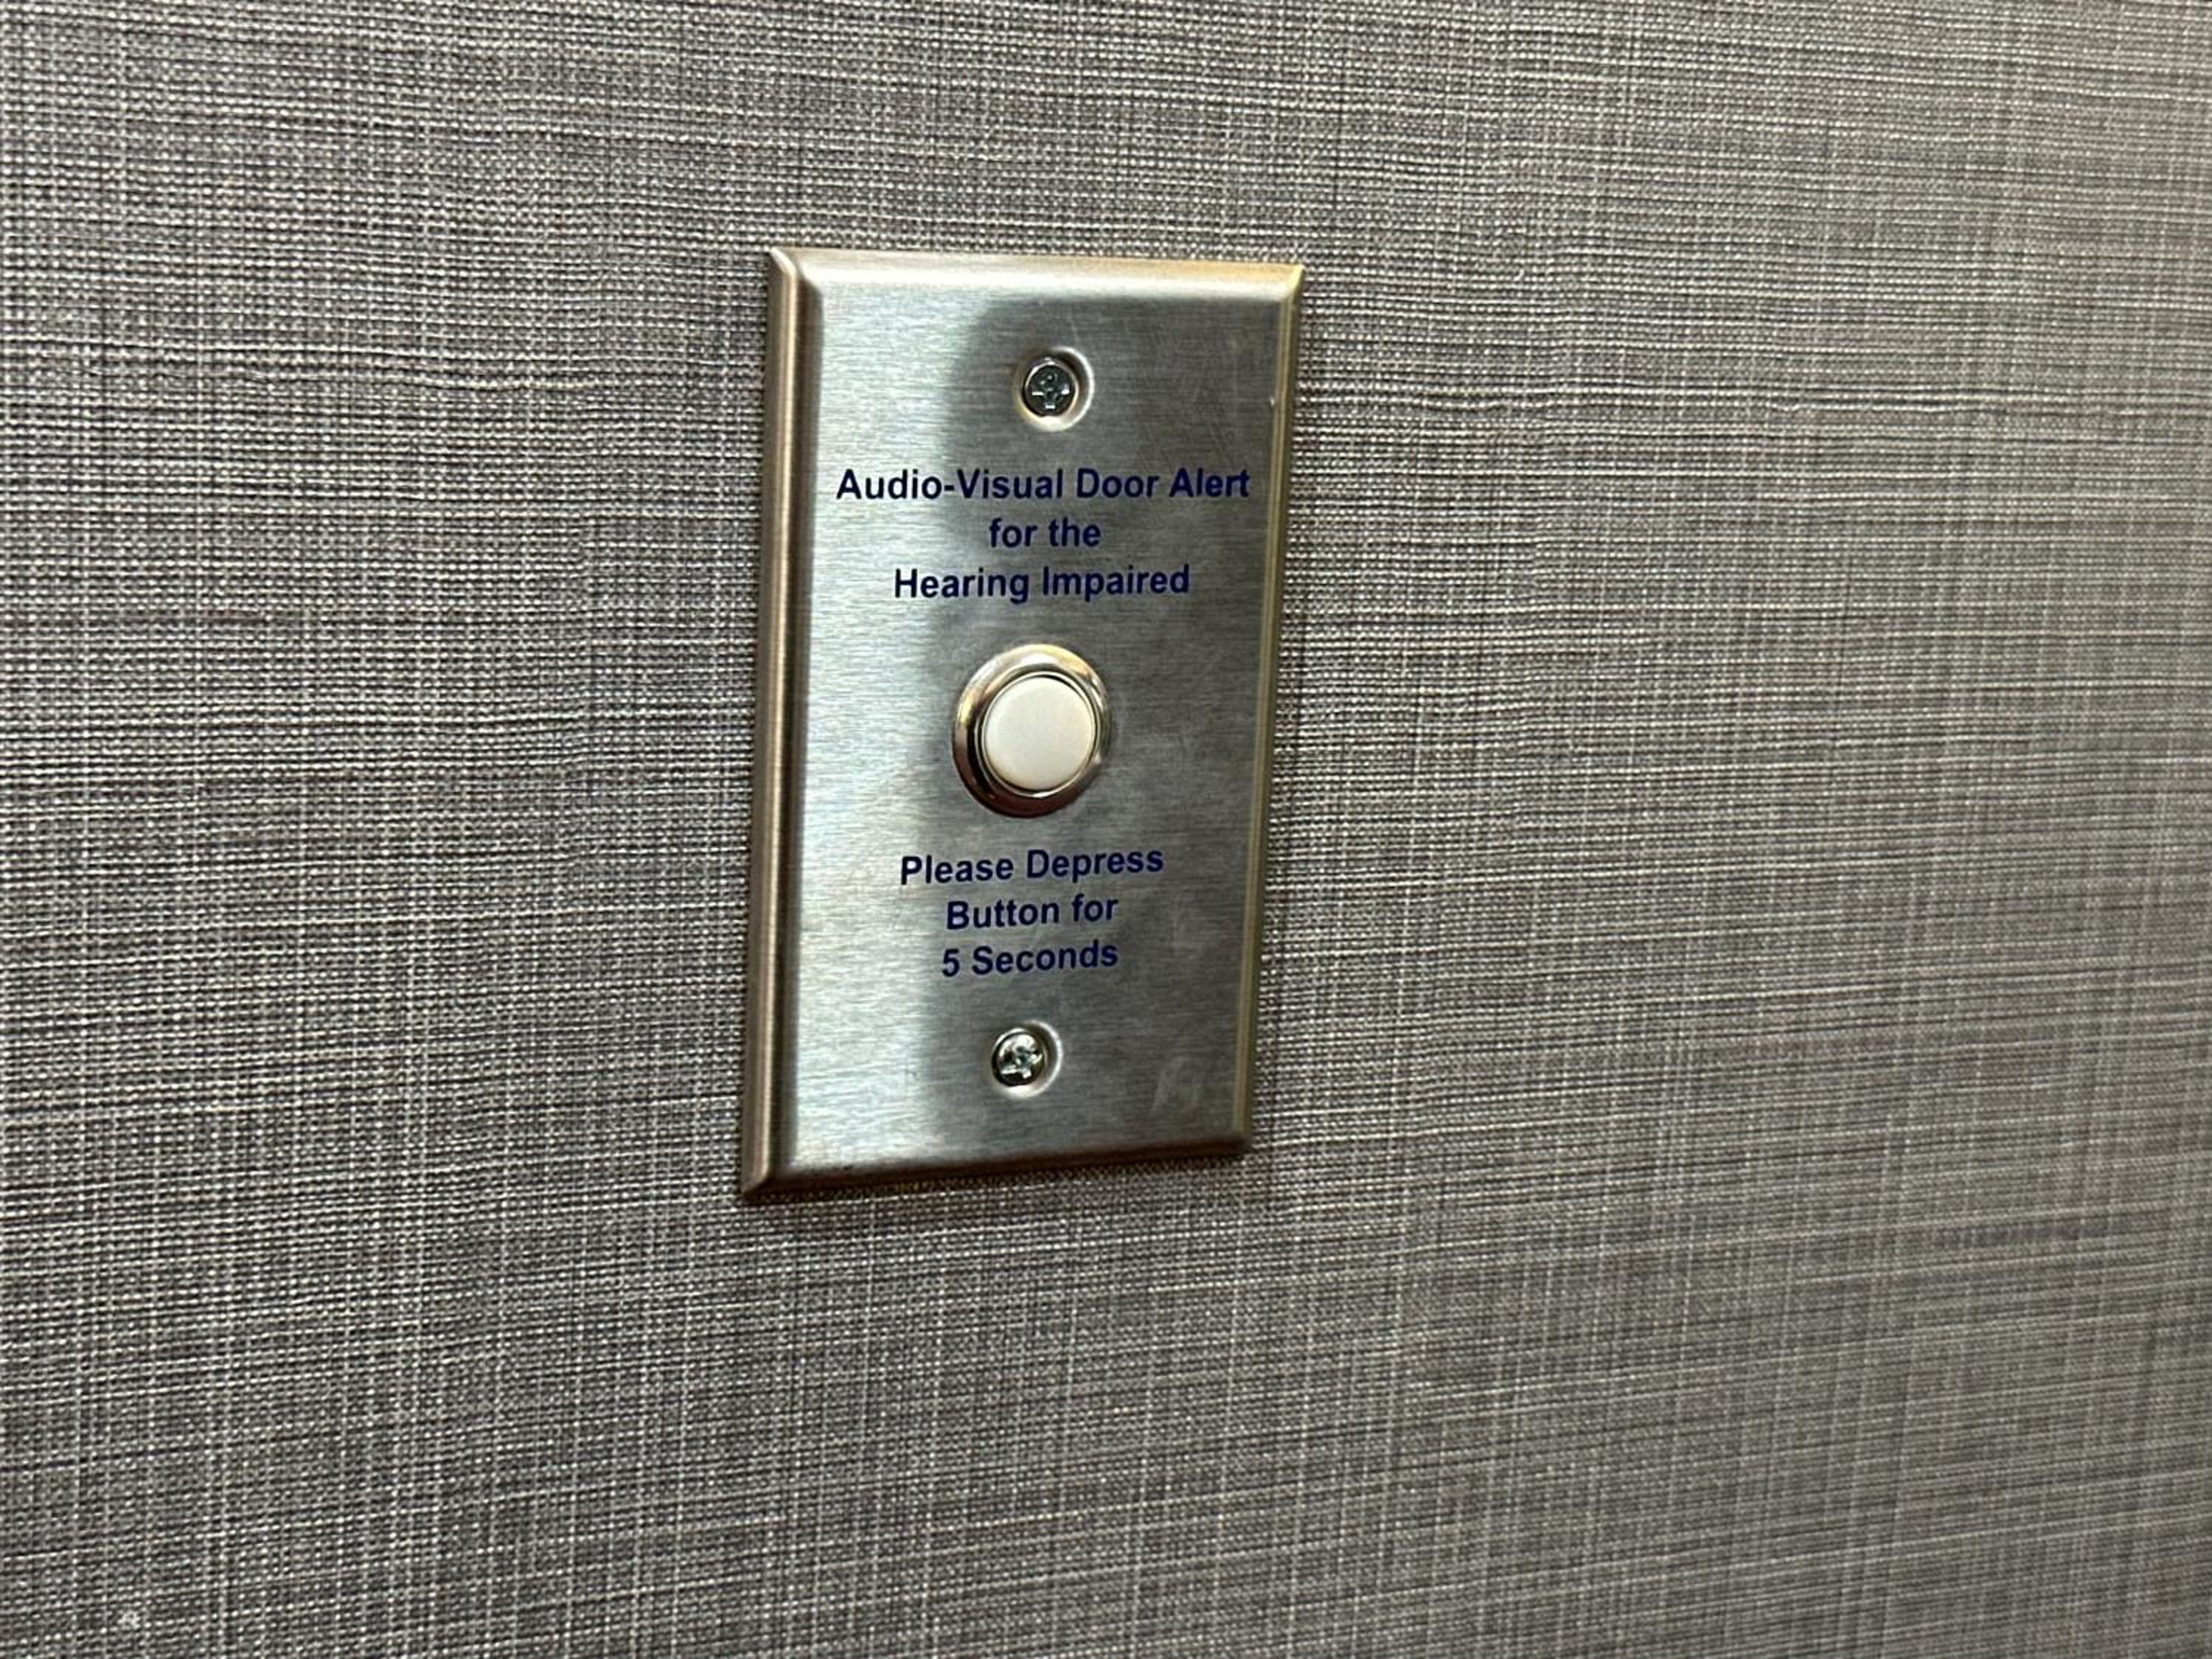 Audio-Visual Door Alert
for the
Hearing Impaired
Please Depress
Button for
5 Seconds